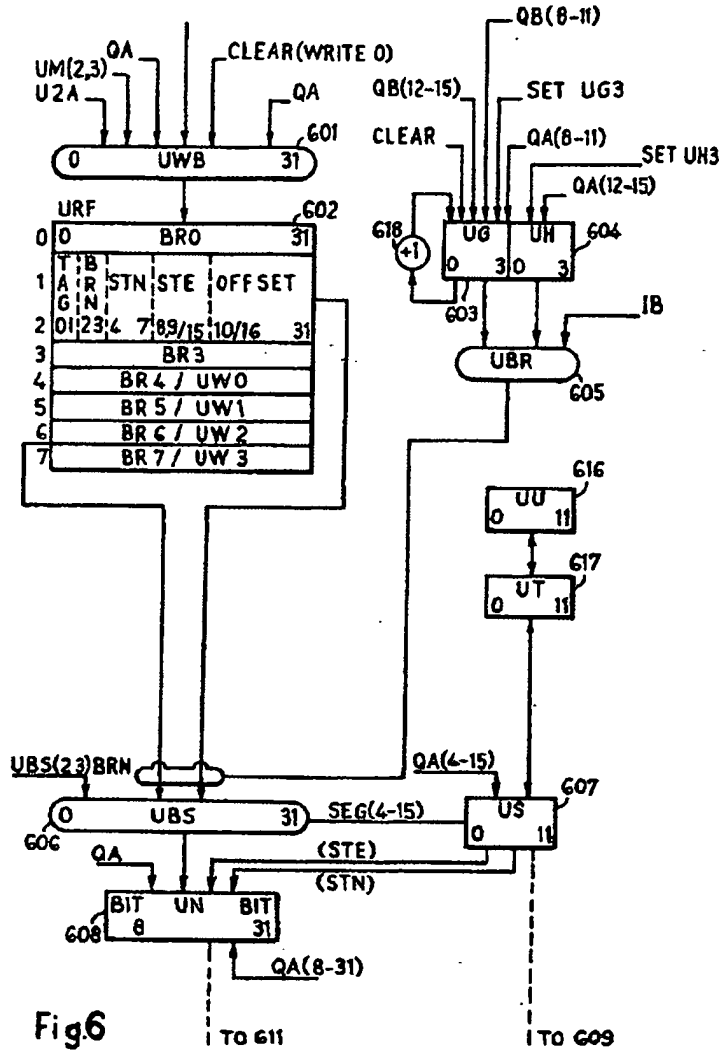 QB(8-11)
QA
CLEAR(WRITE 0)
UM(2,3)
U2A
QA
QB(12-15)
SET UG3
601
CLEAR
QA(8-11)
0 UWB 31
SET UH3
QA(12-15)
URF
602
618
+1
UG
UH
604
0 0 BR0 31
0 3 0 3
603
1
TAG
BRN
STN
STE
OFFSET
IB
2 01 23 4 7 8,9/15 10/16 31
3 BR3
UBR
605
4 BR4 / UW0
5 BR5 / UW1
6 BR6 / UW2
7 BR7 / UW3
616
UU
0 11
617
UT
0 11
UBS(23)BRN
QA(4-15)
607
0 UBS 31
606
SEG(4-15)
US
0 11
QA
(STE)
(STN)
BIT UN BIT
8 31
608
QA(8-31)
Fig.6
TO 611
TO 609